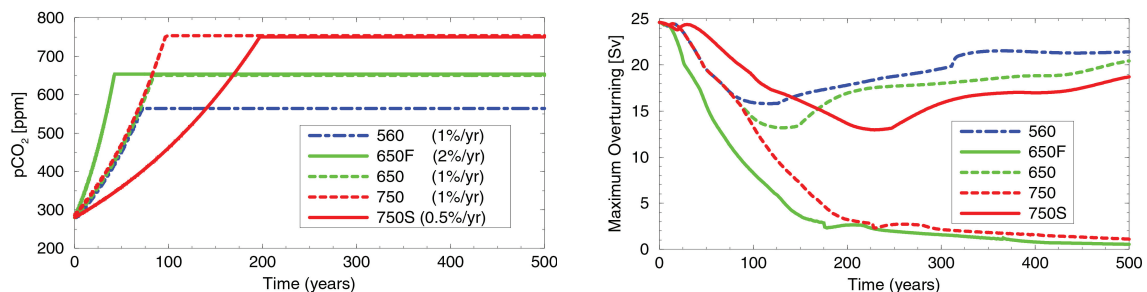 800
700
600
500
400
300
200
pCO₂ [ppm]
560 (1%/yr)
650F (2%/yr)
650 (1%/yr)
750 (1%/yr)
750S (0.5%/yr)
0 100 200 300 400 500
Time (years)
25
20
15
10
5
0
Maximum Overturning [Sv]
560
650F
650
750
750S
0 100 200 300 400 500
Time (years)